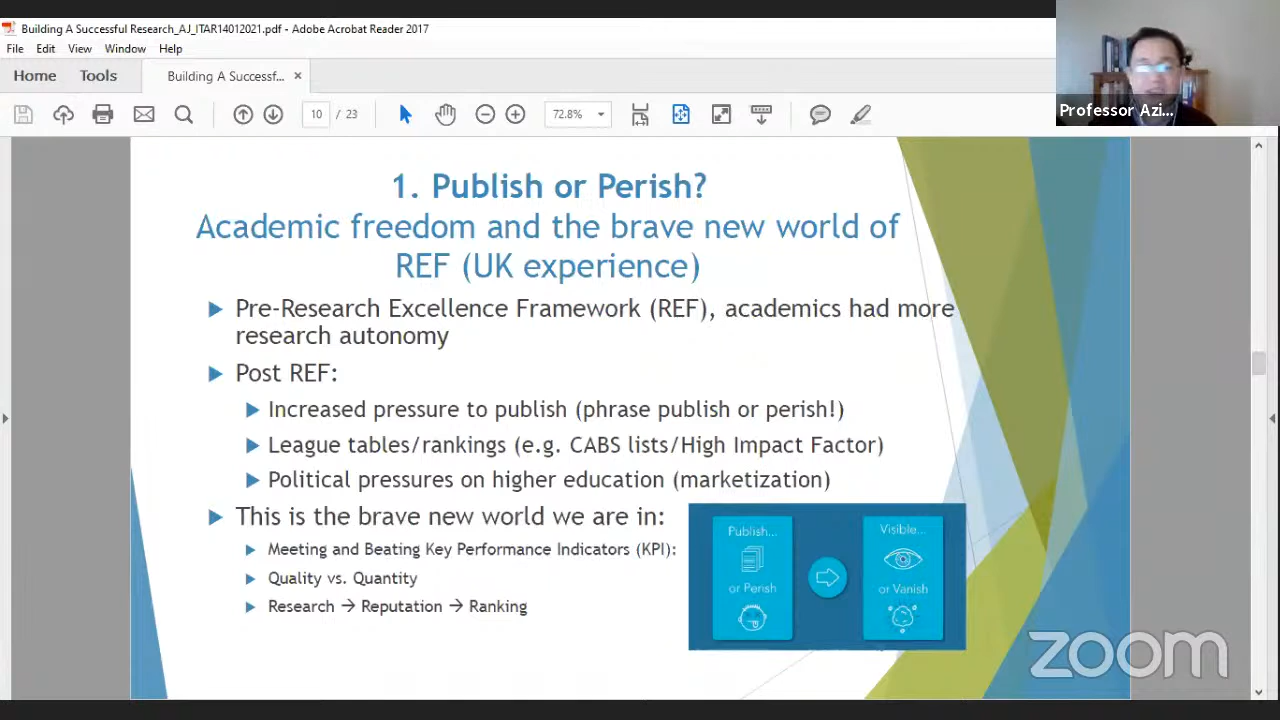 Building A Successful Research_AJ_ITAR14012021.pdf - Adobe Acrobat Reader 2017
File Edit View Window Help
Home Tools Building A Successf... ×
10 / 23 72.8%
Professor Azi...
1. Publish or Perish?
Academic freedom and the brave new world of
REF (UK experience)
Pre-Research Excellence Framework (REF), academics had more
research autonomy
Post REF:
Increased pressure to publish (phrase publish or perish!)
League tables/rankings (e.g. CABS lists/High Impact Factor)
Political pressures on higher education (marketization)
This is the brave new world we are in:
Meeting and Beating Key Performance Indicators (KPI):
Quality vs. Quantity
Research → Reputation → Ranking
Publish...
or Perish
Visible...
or Vanish
zoom